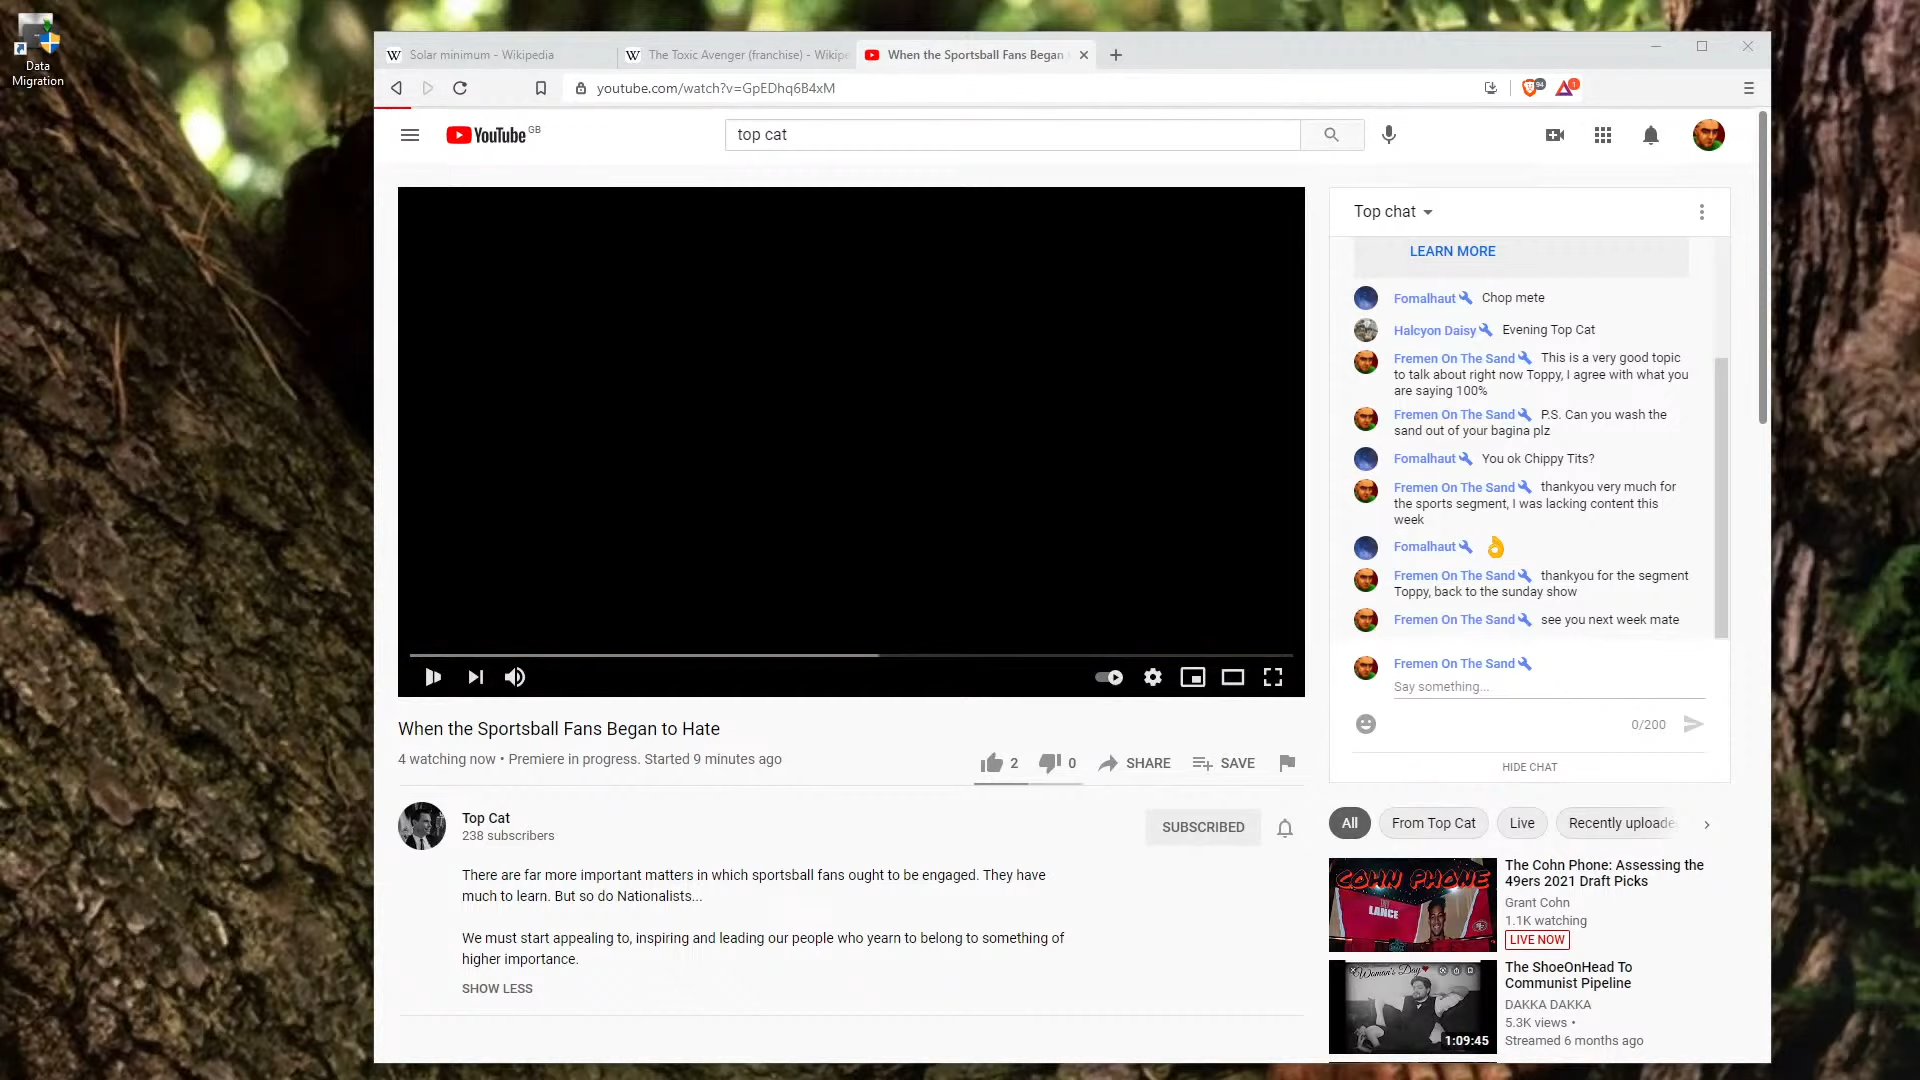 Data
Migration
Solar minimum - Wikipedia
The Toxic Avenger (franchise) - Wikipe
When the Sportsball Fans Began
youtube.com/watch?v=GpEDhq6B4xM
94
1
YouTube GB
top cat
Top chat
LEARN MORE
Fomalhaut Chop mete
Halcyon Daisy Evening Top Cat
Fremen On The Sand This is a very good topic
to talk about right now Toppy, I agree with what you
are saying 100%
Fremen On The Sand P.S. Can you wash the
sand out of your bagina plz
Fomalhaut You ok Chippy Tits?
Fremen On The Sand thankyou very much for
the sports segment, I was lacking content this
week
Fomalhaut 👌
Fremen On The Sand thankyou for the segment
Toppy, back to the sunday show
Fremen On The Sand see you next week mate
Fremen On The Sand
Say something...
0/200
HIDE CHAT
When the Sportsball Fans Began to Hate
4 watching now • Premiere in progress. Started 9 minutes ago
2 0 SHARE SAVE
Top Cat
238 subscribers
SUBSCRIBED
There are far more important matters in which sportsball fans ought to be engaged. They have
much to learn. But so do Nationalists...
We must start appealing to, inspiring and leading our people who yearn to belong to something of
higher importance.
SHOW LESS
All From Top Cat Live Recently uploade
COHN PHONE
LANCE
The Cohn Phone: Assessing the
49ers 2021 Draft Picks
Grant Cohn
1.1K watching
LIVE NOW
Woman's Day
1:09:45
The ShoeOnHead To
Communist Pipeline
DAKKA DAKKA
5.3K views •
Streamed 6 months ago